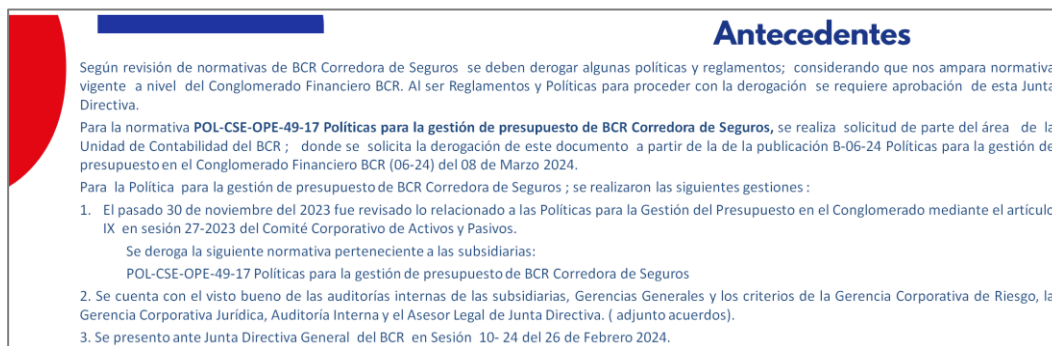 Antecedentes
Según revisión de normativas de BCR Corredora de Seguros se deben derogar algunas políticas y reglamentos; considerando que nos ampara normativa
vigente a nivel del Conglomerado Financiero BCR. Al ser Reglamentos y Políticas para proceder con la derogación se requiere aprobación de esta Junta
Directiva.
Para la normativa POL-CSE-OPE-49-17 Políticas para la gestión de presupuesto de BCR Corredora de Seguros, se realiza solicitud de parte del área de la
Unidad de Contabilidad del BCR ; donde se solicita la derogación de este documento a partir de la de la publicación B-06-24 Políticas para la gestión de
presupuesto en el Conglomerado Financiero BCR (06-24) del 08 de Marzo 2024.
Para la Política para la gestión de presupuesto de BCR Corredora de Seguros ; se realizaron las siguientes gestiones :
1. El pasado 30 de noviembre del 2023 fue revisado lo relacionado a las Políticas para la Gestión del Presupuesto en el Conglomerado mediante el artículo
IX en sesión 27-2023 del Comité Corporativo de Activos y Pasivos.
Se deroga la siguiente normativa perteneciente a las subsidiarias:
POL-CSE-OPE-49-17 Políticas para la gestión de presupuesto de BCR Corredora de Seguros
2. Se cuenta con el visto bueno de las auditorías internas de las subsidiarias, Gerencias Generales y los criterios de la Gerencia Corporativa de Riesgo, la
Gerencia Corporativa Jurídica, Auditoría Interna y el Asesor Legal de Junta Directiva. ( adjunto acuerdos).
3. Se presento ante Junta Directiva General del BCR en Sesión 10- 24 del 26 de Febrero 2024.